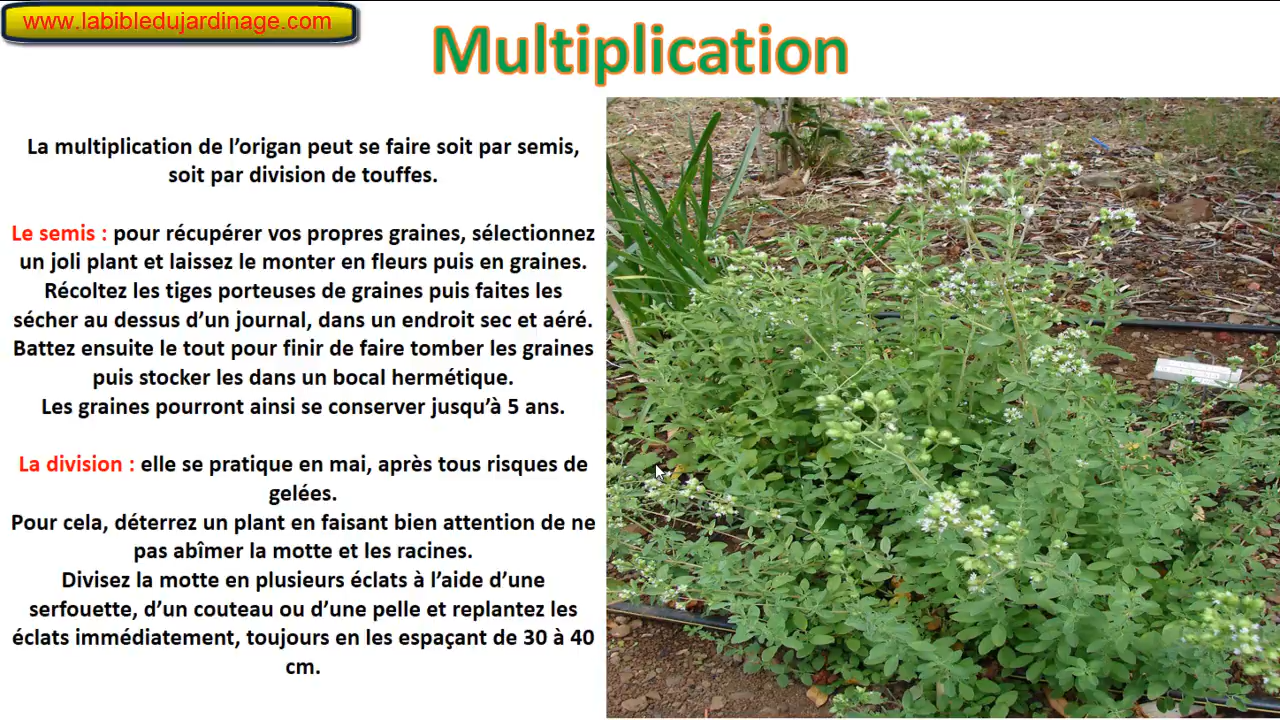 www.labibledujardinage.com
Multiplication
La multiplication de l’origan peut se faire soit par semis,
soit par division de touffes.
Le semis : pour récupérer vos propres graines, sélectionnez
un joli plant et laissez le monter en fleurs puis en graines.
Récoltez les tiges porteuses de graines puis faites les
sécher au dessus d’un journal, dans un endroit sec et aéré.
Battez ensuite le tout pour finir de faire tomber les graines
puis stocker les dans un bocal hermétique.
Les graines pourront ainsi se conserver jusqu’à 5 ans.
La division : elle se pratique en mai, après tous risques de
gelées.
Pour cela, déterrez un plant en faisant bien attention de ne
pas abîmer la motte et les racines.
Divisez la motte en plusieurs éclats à l’aide d’une
serfouette, d’un couteau ou d’une pelle et replantez les
éclats immédiatement, toujours en les espaçant de 30 à 40
cm.